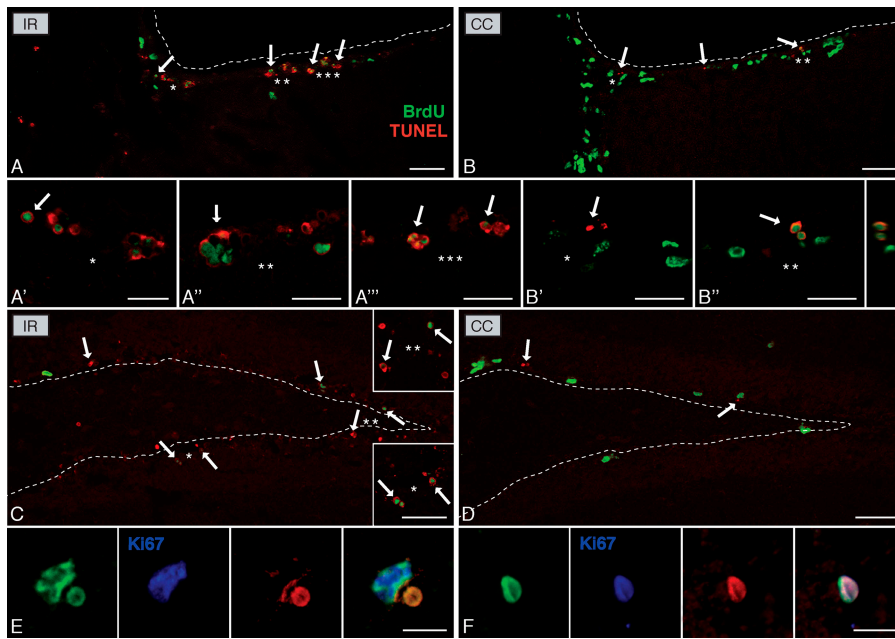 IR
CC
*
**
***
*
**
BrdU
TUNEL
A
B
*
**
***
*
**
A'
A''
A'''
B'
B''
IR
CC
**
**
*
*
C
D
Ki67
Ki67
E
F